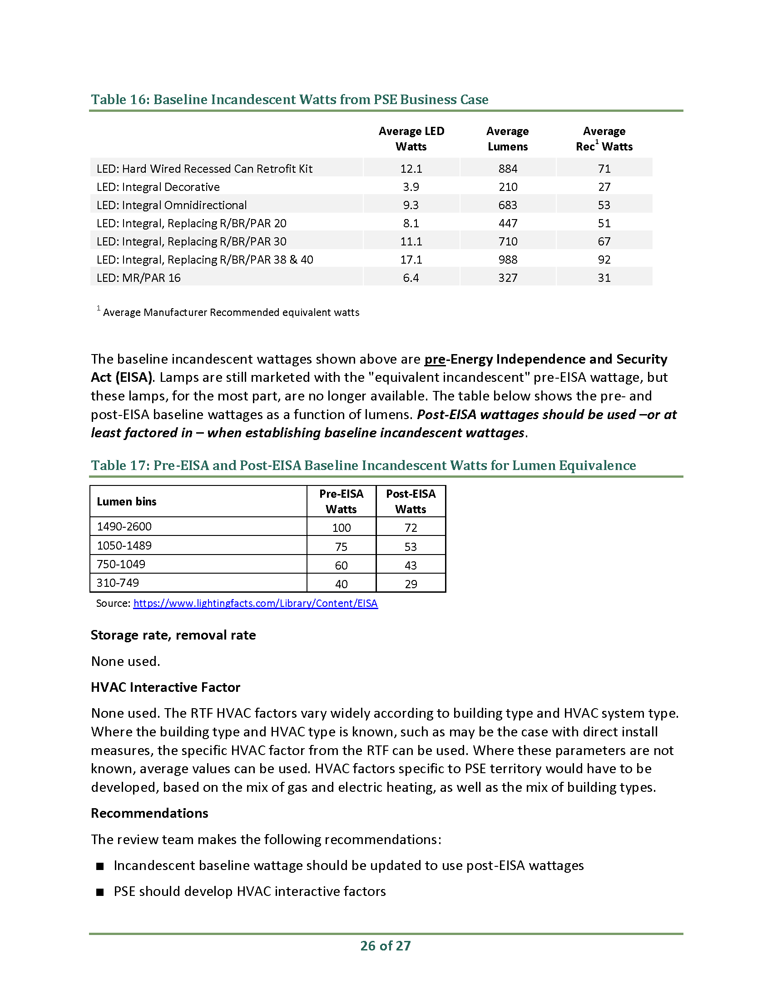 Table 16: Baseline Incandescent Watts from PSE Business Case
Average LED Watts Average Lumens Average Rec¹ Watts
LED: Hard Wired Recessed Can Retrofit Kit 12.1 884 71
LED: Integral Decorative 3.9 210 27
LED: Integral Omnidirectional 9.3 683 53
LED: Integral, Replacing R/BR/PAR 20 8.1 447 51
LED: Integral, Replacing R/BR/PAR 30 11.1 710 67
LED: Integral, Replacing R/BR/PAR 38 & 40 17.1 988 92
LED: MR/PAR 16 6.4 327 31
¹ Average Manufacturer Recommended equivalent watts
The baseline incandescent wattages shown above are pre-Energy Independence and Security
Act (EISA). Lamps are still marketed with the "equivalent incandescent" pre-EISA wattage, but
these lamps, for the most part, are no longer available. The table below shows the pre- and
post-EISA baseline wattages as a function of lumens. Post-EISA wattages should be used –or at
least factored in – when establishing baseline incandescent wattages.
Table 17: Pre-EISA and Post-EISA Baseline Incandescent Watts for Lumen Equivalence
Lumen bins Pre-EISA Watts Post-EISA Watts
1490-2600 100 72
1050-1489 75 53
750-1049 60 43
310-749 40 29
Source: https://www.lightingfacts.com/Library/Content/EISA
Storage rate, removal rate
None used.
HVAC Interactive Factor
None used. The RTF HVAC factors vary widely according to building type and HVAC system type.
Where the building type and HVAC type is known, such as may be the case with direct install
measures, the specific HVAC factor from the RTF can be used. Where these parameters are not
known, average values can be used. HVAC factors specific to PSE territory would have to be
developed, based on the mix of gas and electric heating, as well as the mix of building types.
Recommendations
The review team makes the following recommendations:
■ Incandescent baseline wattage should be updated to use post-EISA wattages
■ PSE should develop HVAC interactive factors
26 of 27